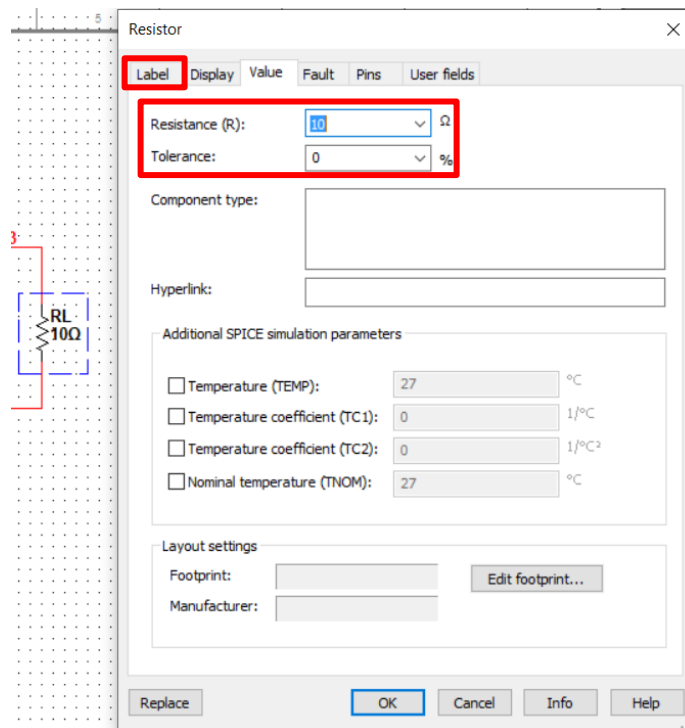 5
Resistor
Label Display Value Fault Pins User fields
Resistance (R): 10 Ω
Tolerance: 0 %
Component type:
Hyperlink:
RL
10Ω
Additional SPICE simulation parameters
Temperature (TEMP): 27 °C
Temperature coefficient (TC1): 0 1/°C
Temperature coefficient (TC2): 0 1/°C²
Nominal temperature (TNOM): 27 °C
Layout settings
Footprint: Edit footprint...
Manufacturer:
Replace OK Cancel Info Help